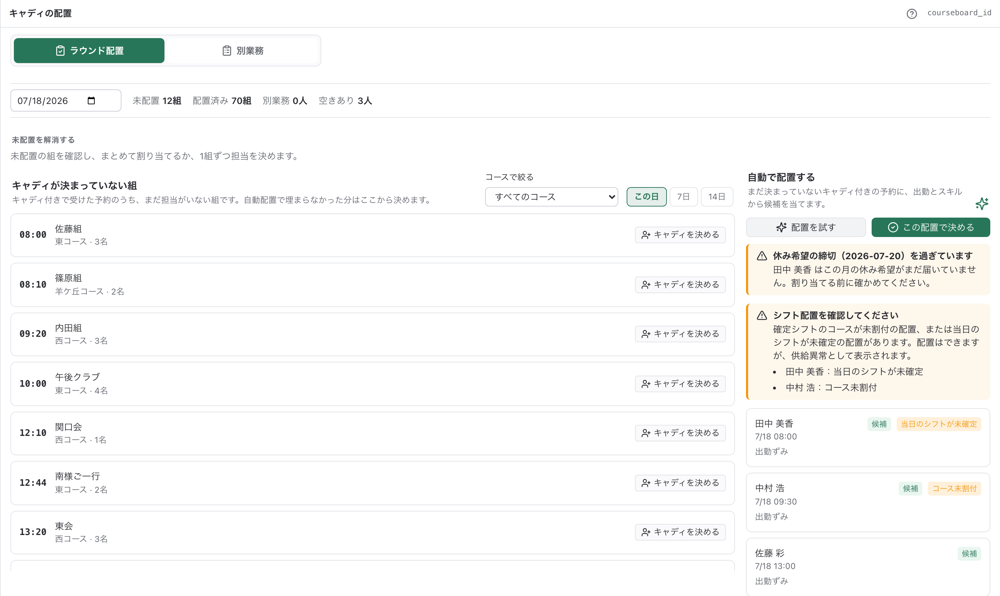 キャディの配置
courseboard_id
ラウンド配置
別業務
07/18/2026
未配置 12組 配置済み 70組 別業務 0人 空きあり 3人
未配置を解消する
未配置の組を確認し、まとめて割り当てるか、1組ずつ担当を決めます。
キャディが決まっていない組
キャディ付きで受けた予約のうち、まだ担当がいない組です。自動配置で埋まらなかった分はここから決めます。
コースで絞る
すべてのコース
この日
7日
14日
08:00
佐藤組
東コース · 3名
キャディを決める
08:10
篠原組
羊ケ丘コース · 2名
キャディを決める
09:20
内田組
西コース · 3名
キャディを決める
10:00
午後クラブ
東コース · 4名
キャディを決める
12:10
関口会
西コース · 1名
キャディを決める
12:44
南様ご一行
東コース · 2名
キャディを決める
13:20
東会
西コース · 3名
キャディを決める
自動で配置する
まだ決まっていないキャディ付きの予約に、出勤とスキル
から候補を当てます。
配置を試す
この配置で決める
休み希望の締切（2026-07-20）を過ぎています
田中 美香 はこの月の休み希望がまだ届いていませ
ん。割り当てる前に確かめてください。
シフト配置を確認してください
確定シフトのコースが未割付の配置、または当日の
シフトが未確定の配置があります。配置はできます
が、供給異常として表示されます。
• 田中 美香：当日のシフトが未確定
• 中村 浩：コース未割付
田中 美香
候補
当日のシフトが未確定
7/18 08:00
出勤ずみ
中村 浩
候補
コース未割付
7/18 09:30
出勤ずみ
佐藤 彩
候補
7/18 13:00
出勤ずみ